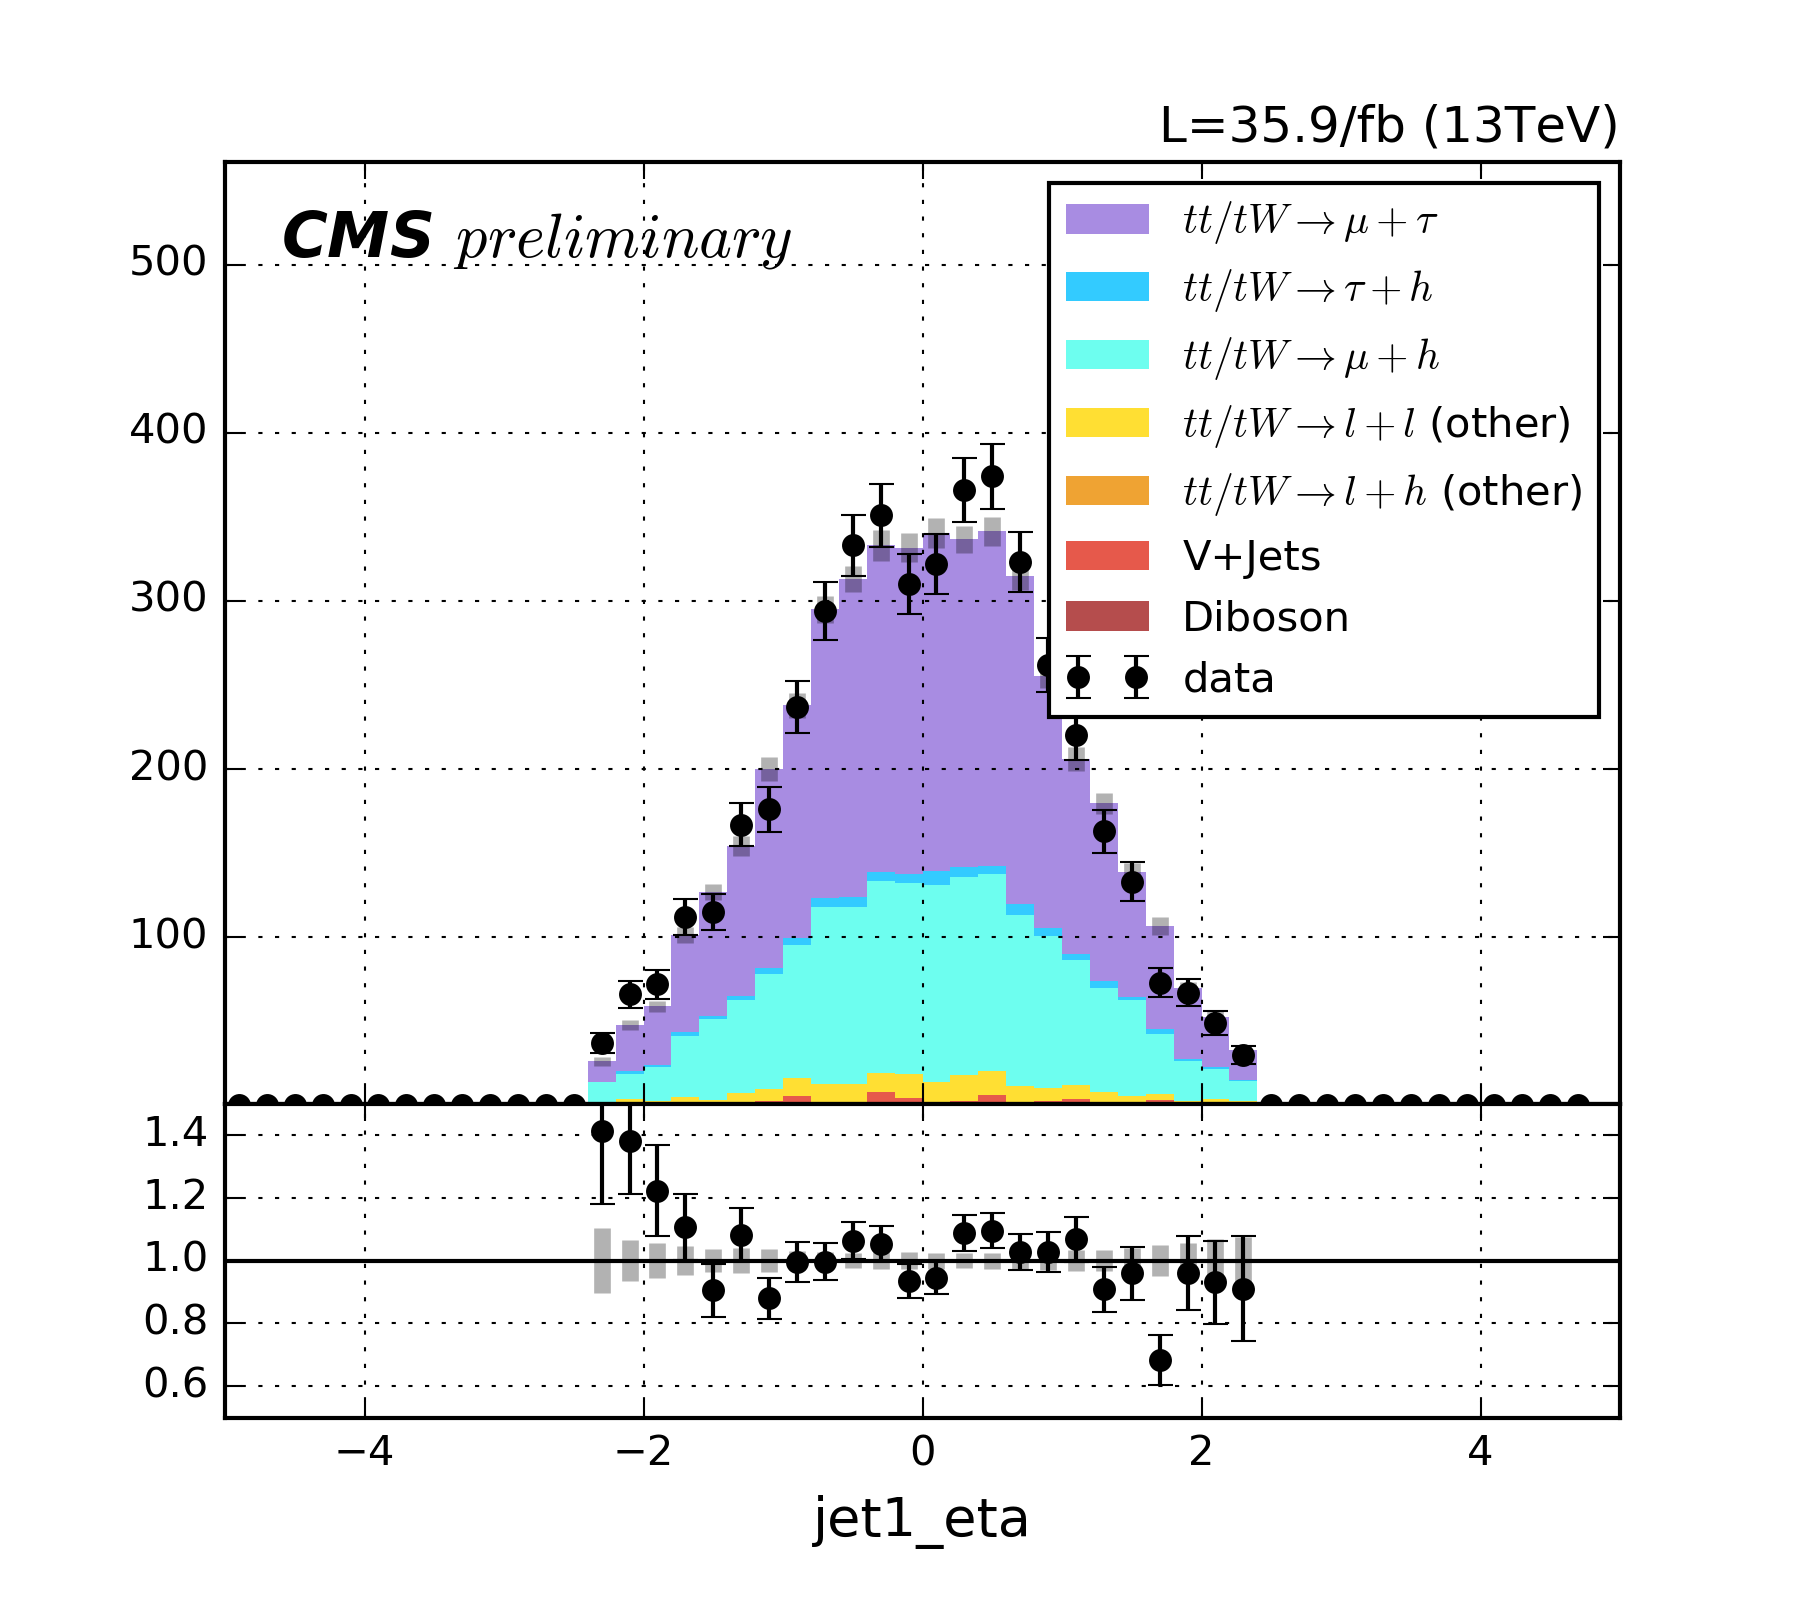 L=35.9/fb (13TeV)
CMS preliminary
tt/tW → μ + τ
tt/tW → τ + h
tt/tW → μ + h
tt/tW → l + l (other)
tt/tW → l + h (other)
V+Jets
Diboson
data
500
400
300
200
100
1.4
1.2
1.0
0.8
0.6
−4 −2 0 2 4
jet1_eta